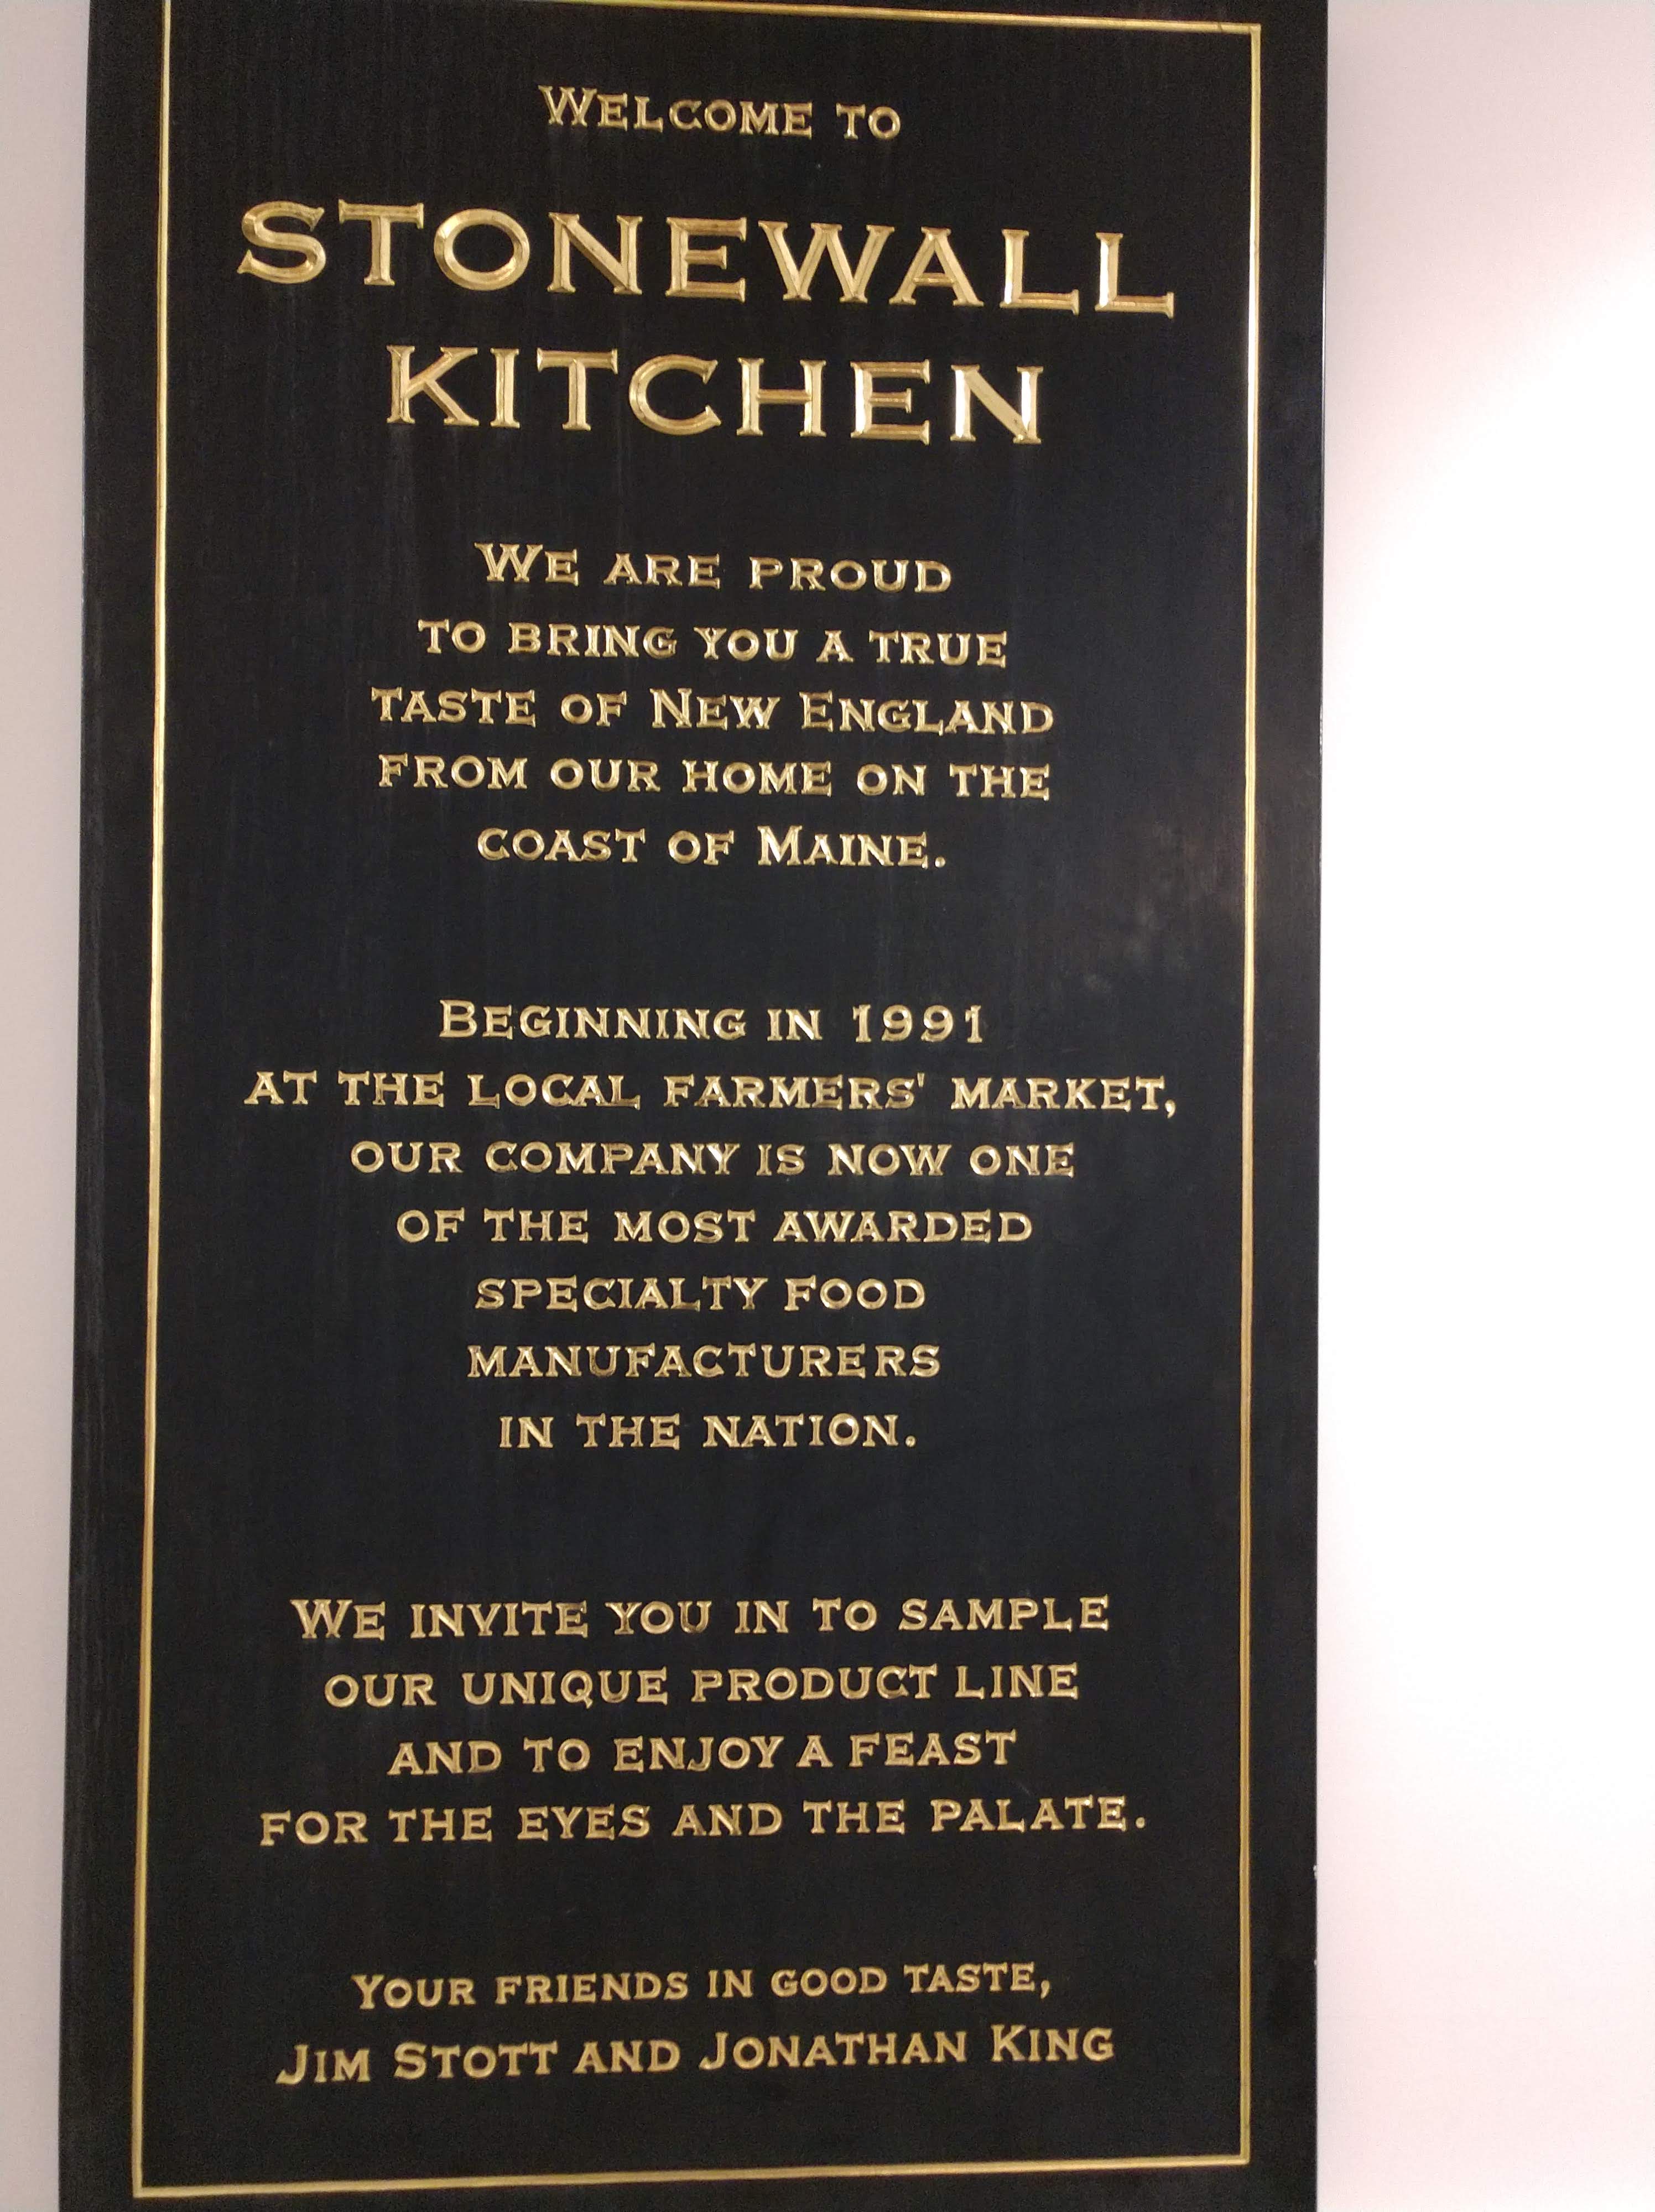 Welcome to
STONEWALL
KITCHEN
We are proud
to bring you a true
taste of New England
from our home on the
coast of Maine.
Beginning in 1991
at the local farmers' market,
our company is now one
of the most awarded
specialty food
manufacturers
in the nation.
We invite you in to sample
our unique product line
and to enjoy a feast
for the eyes and the palate.
Your friends in good taste,
Jim Stott and Jonathan King